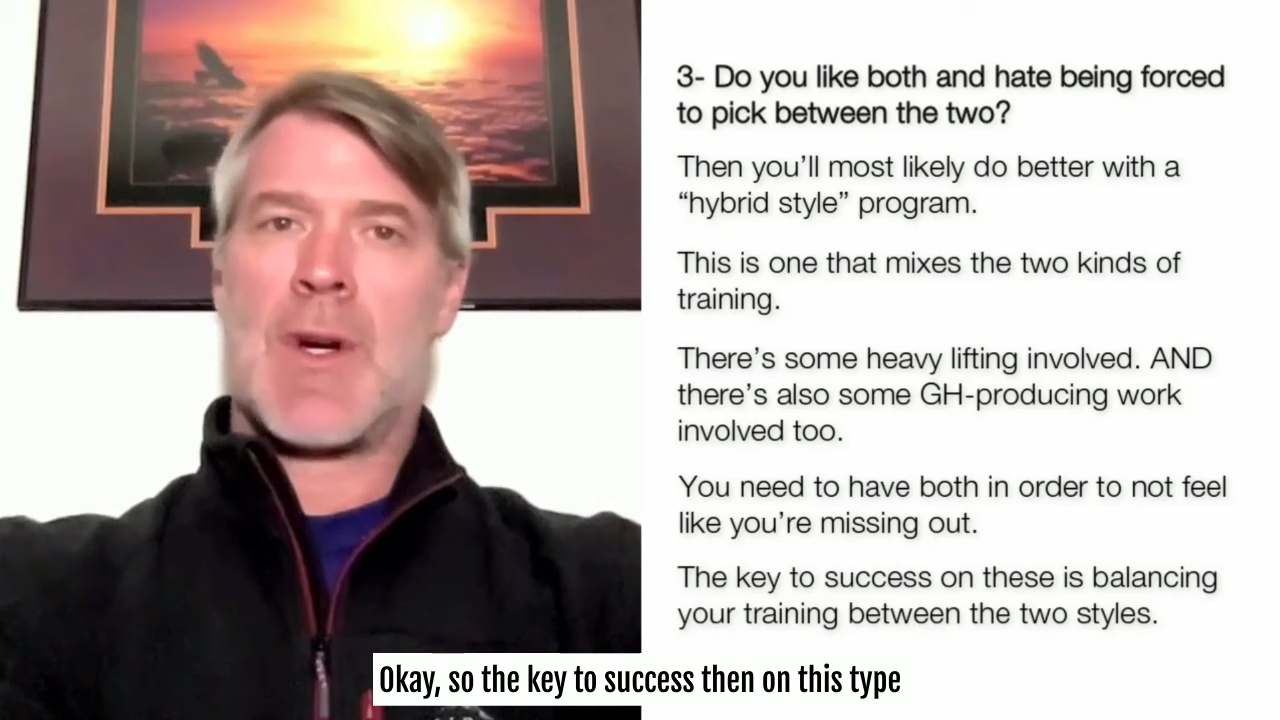 3- Do you like both and hate being forced
to pick between the two?
Then you’ll most likely do better with a
“hybrid style” program.
This is one that mixes the two kinds of
training.
There’s some heavy lifting involved. AND
there’s also some GH-producing work
involved too.
You need to have both in order to not feel
like you’re missing out.
The key to success on these is balancing
your training between the two styles.
Okay, so the key to success then on this type